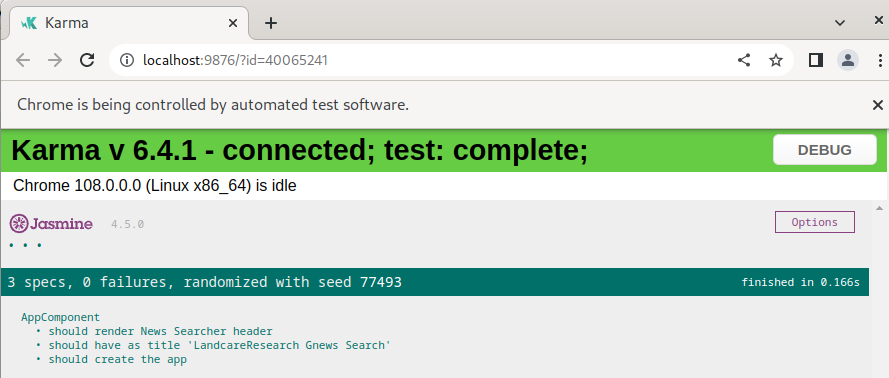 Karma
localhost:9876/?id=40065241
Chrome is being controlled by automated test software.
Karma v 6.4.1 - connected; test: complete;
DEBUG
Chrome 108.0.0.0 (Linux x86_64) is idle
Jasmine 4.5.0
Options
• • •
3 specs, 0 failures, randomized with seed 77493
finished in 0.166s
AppComponent
• should render News Searcher header
• should have as title 'LandcareResearch Gnews Search'
• should create the app